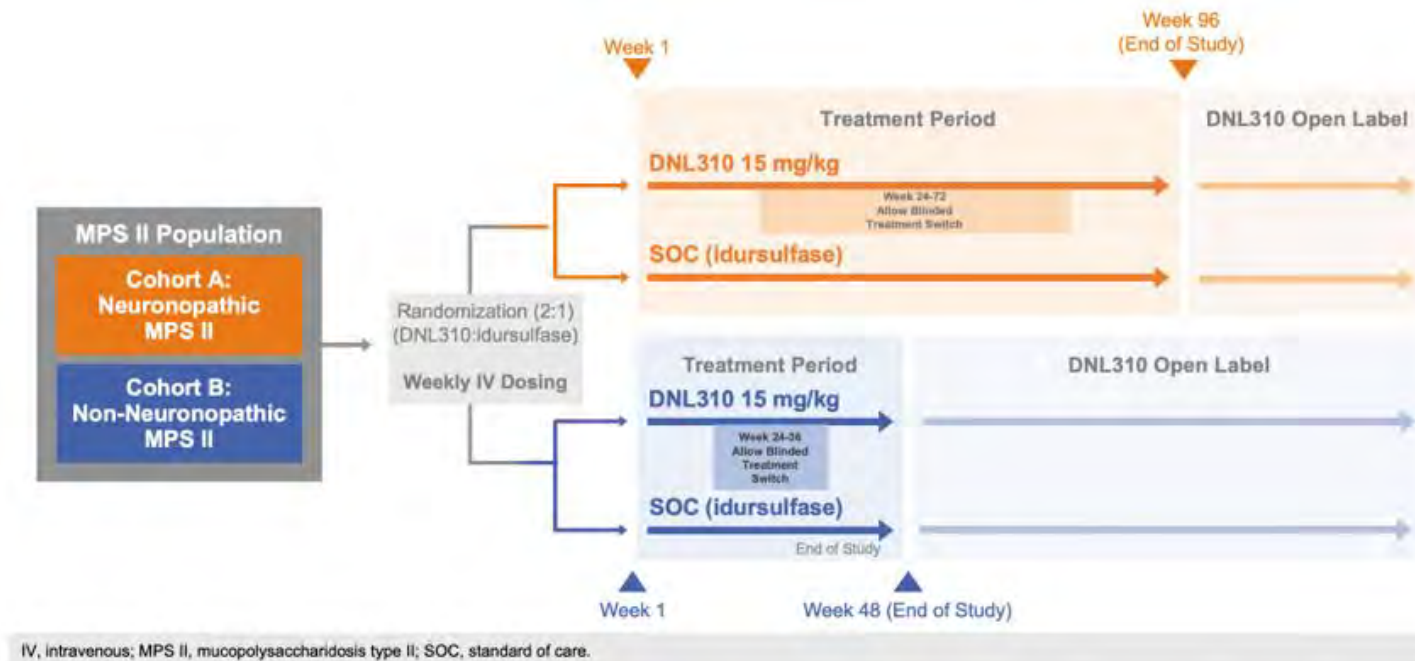 Week 1
Week 96
(End of Study)
Treatment Period
DNL310 Open Label
DNL310 15 mg/kg
Week 24-72
Allow Blinded
Treatment Switch
SOC (idursulfase)
MPS II Population
Cohort A:
Neuronopathic
MPS II
Cohort B:
Non-Neuronopathic
MPS II
Randomization (2:1)
(DNL310:idursulfase)
Weekly IV Dosing
Treatment Period
DNL310 Open Label
DNL310 15 mg/kg
Week 24-36
Allow Blinded
Treatment
Switch
SOC (idursulfase)
End of Study
Week 1
Week 48 (End of Study)
IV, intravenous; MPS II, mucopolysaccharidosis type II; SOC, standard of care.